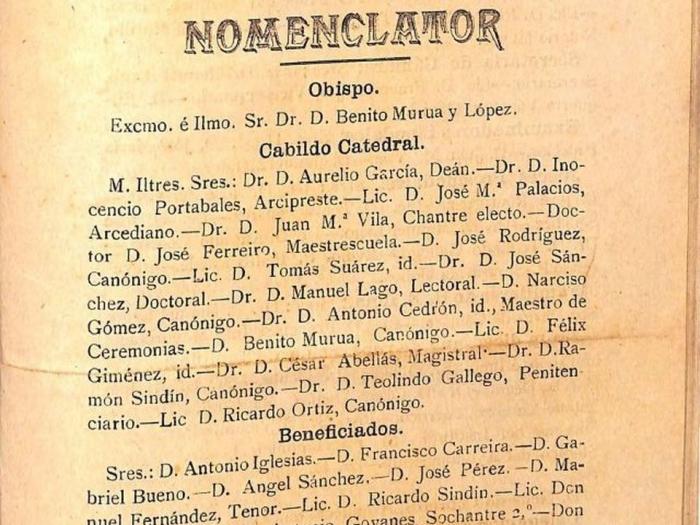 NOMENCLATOR
Obispo.
Excmo. é Ilmo. Sr. Dr. D. Benito Murua y López.
Cabildo Catedral.
M. Iltres. Sres.: Dr. D. Aurelio García, Deán.—Dr. D. Ino-
cencio Portabales, Arcipreste.—Lic. D. José M.ª Palacios,
Arcediano.—Dr. D. Juan M.ª Vila, Chantre electo.—Doc-
tor D. José Ferreiro, Maestrescuela.—D. José Rodríguez,
Canónigo.—Lic. D. Tomás Suárez, id.—Dr. D. José Sán-
chez, Doctoral.—Dr. D. Manuel Lago, Lectoral.—D. Narciso
Gómez, Canónigo.—Dr. D. Antonio Cedrón, id., Maestro de
Ceremonias.—D. Benito Murua, Canónigo.—Lic. D. Félix
Giménez, id.—Dr. D. César Abellás, Magistral.—Dr. D. Ra-
món Sindín, Canónigo.—Dr. D. Teolindo Gallego, Peniten-
ciario.—Lic D. Ricardo Ortiz, Canónigo.
Beneficiados.
Sres.: D. Antonio Iglesias.—D. Francisco Carreira.—D. Ga-
briel Bueno.—D. Angel Sánchez.—D. José Pérez.—D. Ma-
nuel Fernández, Tenor.—Lic. D. Ricardo Sindín.—Lic. Don
Goyanes Sochantre 2,º—Don